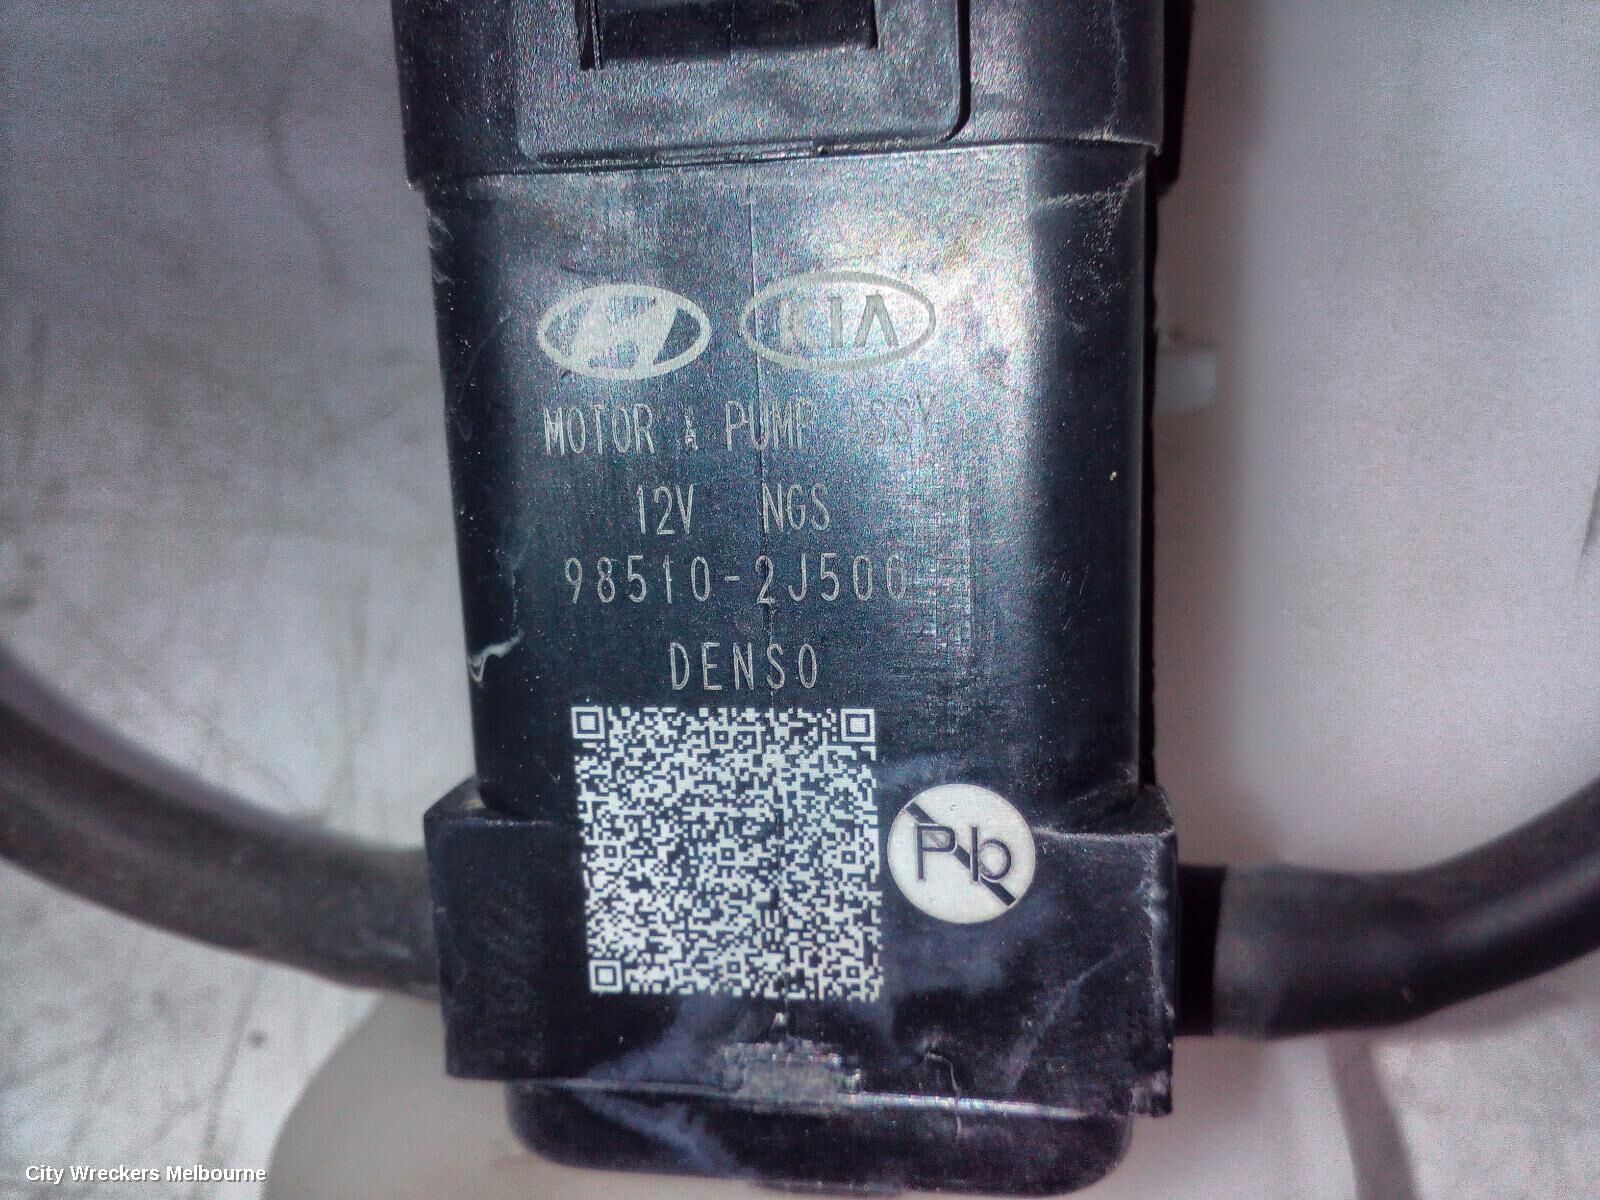 KIA
MOTOR & PUMP ASSY
12V NGS
98510-2J500
DENSO
Pb
City Wreckers Melbourne